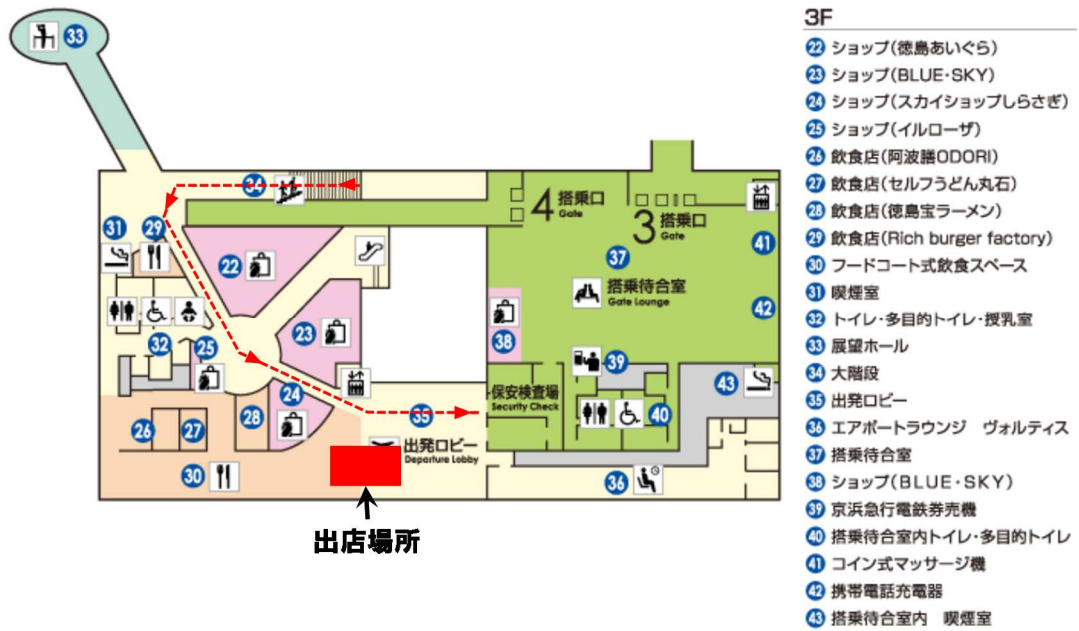 33
34
31
29
22
23
32
25
24
28
26
27
30
35
出発ロビー
Departure Lobby
出店場所
4 搭乗口
Gate
3 搭乗口
Gate
37
搭乗待合室
Gate Lounge
41
42
38
39
43
保安検査場
Security Check
40
36
3F
22 ショップ(徳島あいぐら)
23 ショップ(BLUE・SKY)
24 ショップ(スカイショップしらさぎ)
25 ショップ(イルローザ)
26 飲食店(阿波膳ODORI)
27 飲食店(セルフうどん丸石)
28 飲食店(徳島宝ラーメン)
29 飲食店(Rich burger factory)
30 フードコート式飲食スペース
31 喫煙室
32 トイレ・多目的トイレ・授乳室
33 展望ホール
34 大階段
35 出発ロビー
36 エアポートラウンジ ヴォルティス
37 搭乗待合室
38 ショップ(BLUE・SKY)
39 京浜急行電鉄券売機
40 搭乗待合室内トイレ・多目的トイレ
41 コイン式マッサージ機
42 携帯電話充電器
43 搭乗待合室内 喫煙室